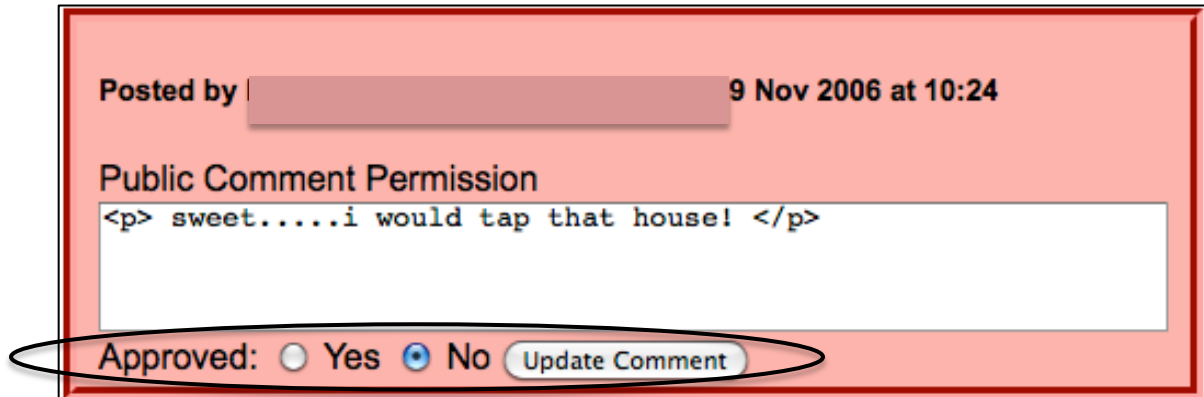 Posted by 9 Nov 2006 at 10:24
Public Comment Permission
<p> sweet.....i would tap that house! </p>
Approved: Yes No Update Comment